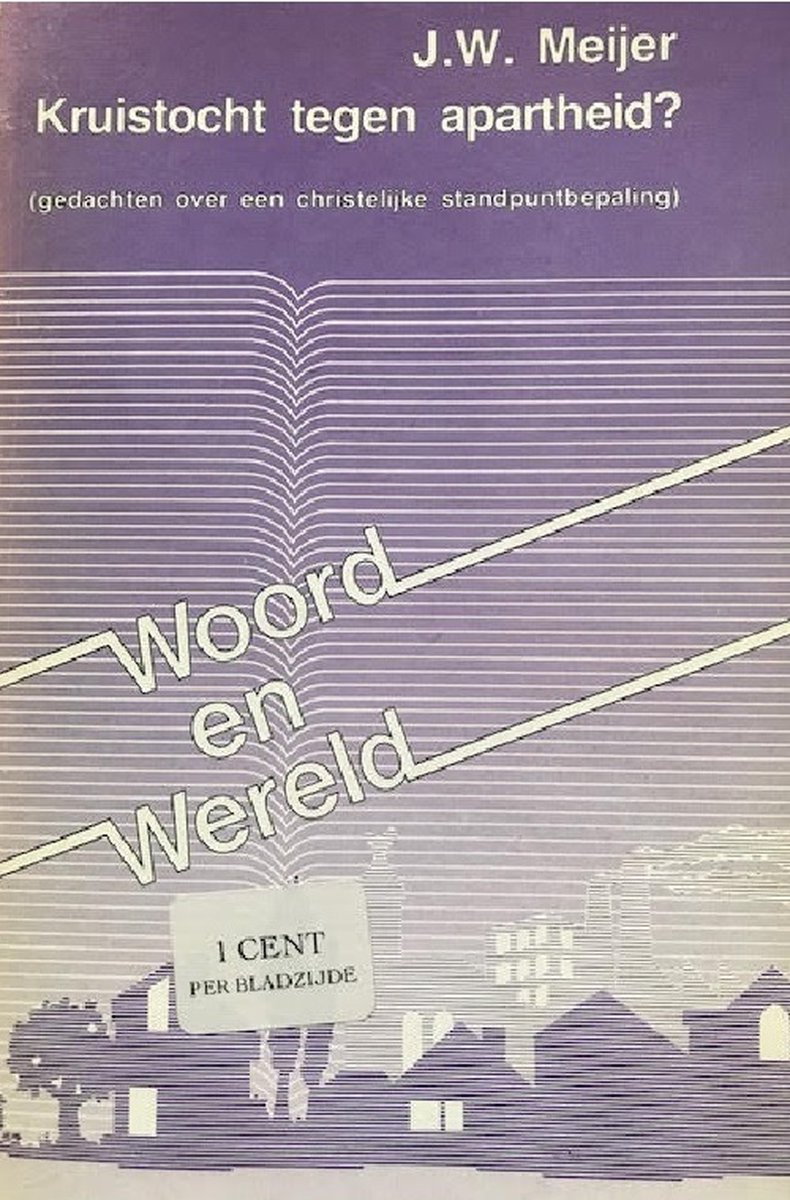 J.W. Meijer
Kruistocht tegen apartheid?
(gedachten over een christelijke standpuntbepaling)
Woord
en
Wereld
1 CENT
PER BLADZIJDE